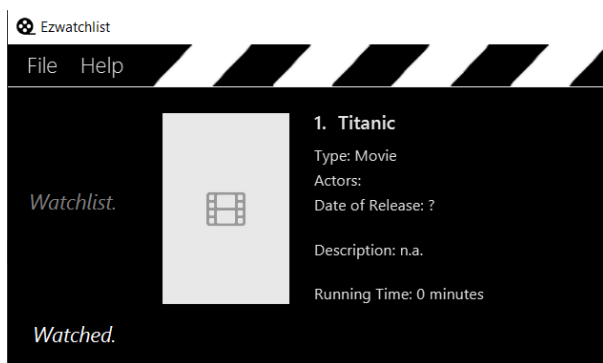 Ezwatchlist
File Help
1. Titanic
Type: Movie
Actors:
Date of Release: ?
Description: n.a.
Running Time: 0 minutes
Watchlist.
Watched.